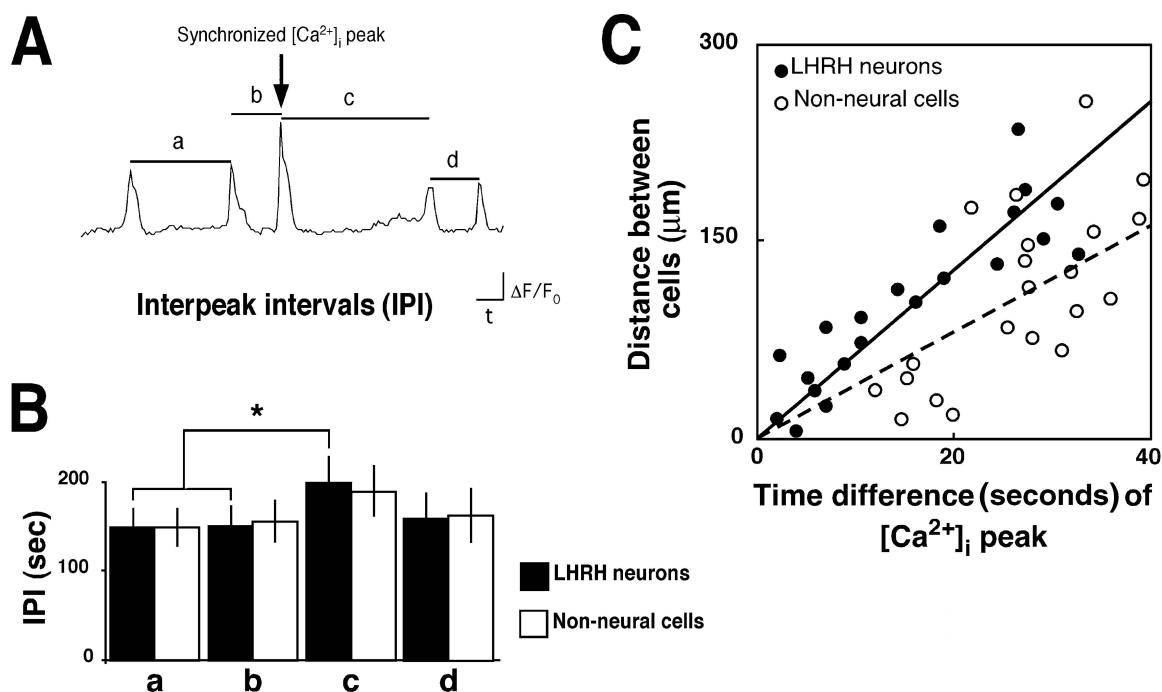 A
Synchronized [Ca²⁺]ᵢ peak
a
b
c
d
Interpeak intervals (IPI)
ΔF/F₀
t
B
*
IPI (sec)
200
100
0
a
b
c
d
LHRH neurons
Non-neural cells
C
LHRH neurons
Non-neural cells
Distance between
cells (μm)
300
150
0
0
20
40
Time difference (seconds) of
[Ca²⁺]ᵢ peak